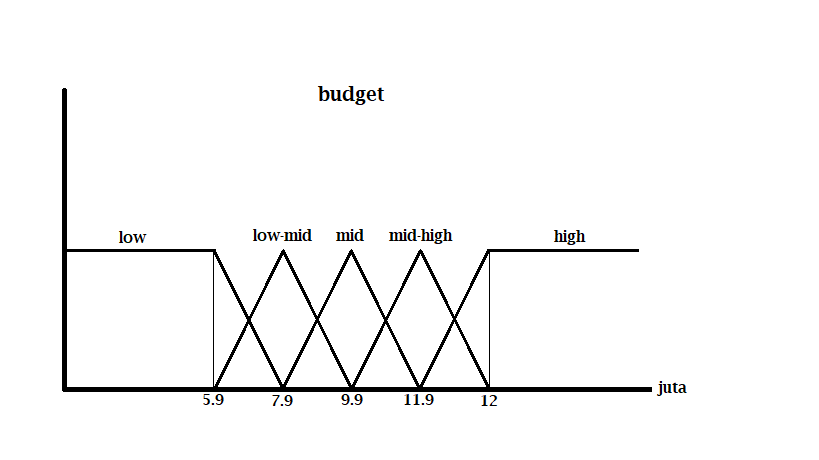 budget
low
low-mid
mid
mid-high
high
5.9
7.9
9.9
11.9
12
juta